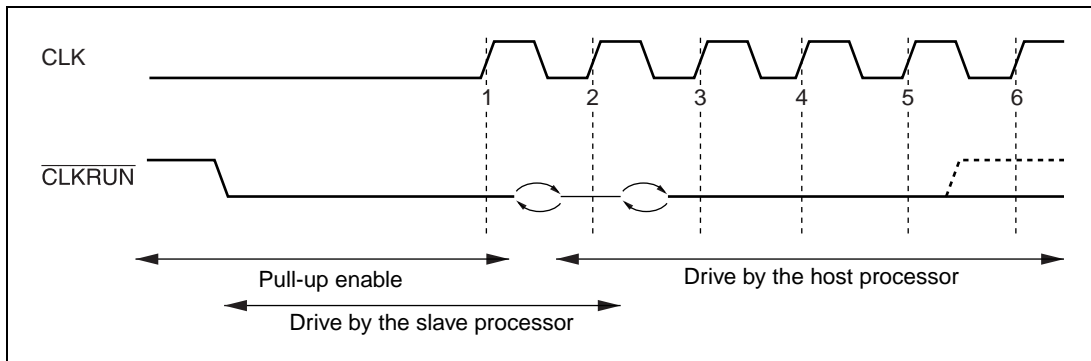 CLK
1 2 3 4 5 6
CLKRUN
Pull-up enable
Drive by the host processor
Drive by the slave processor